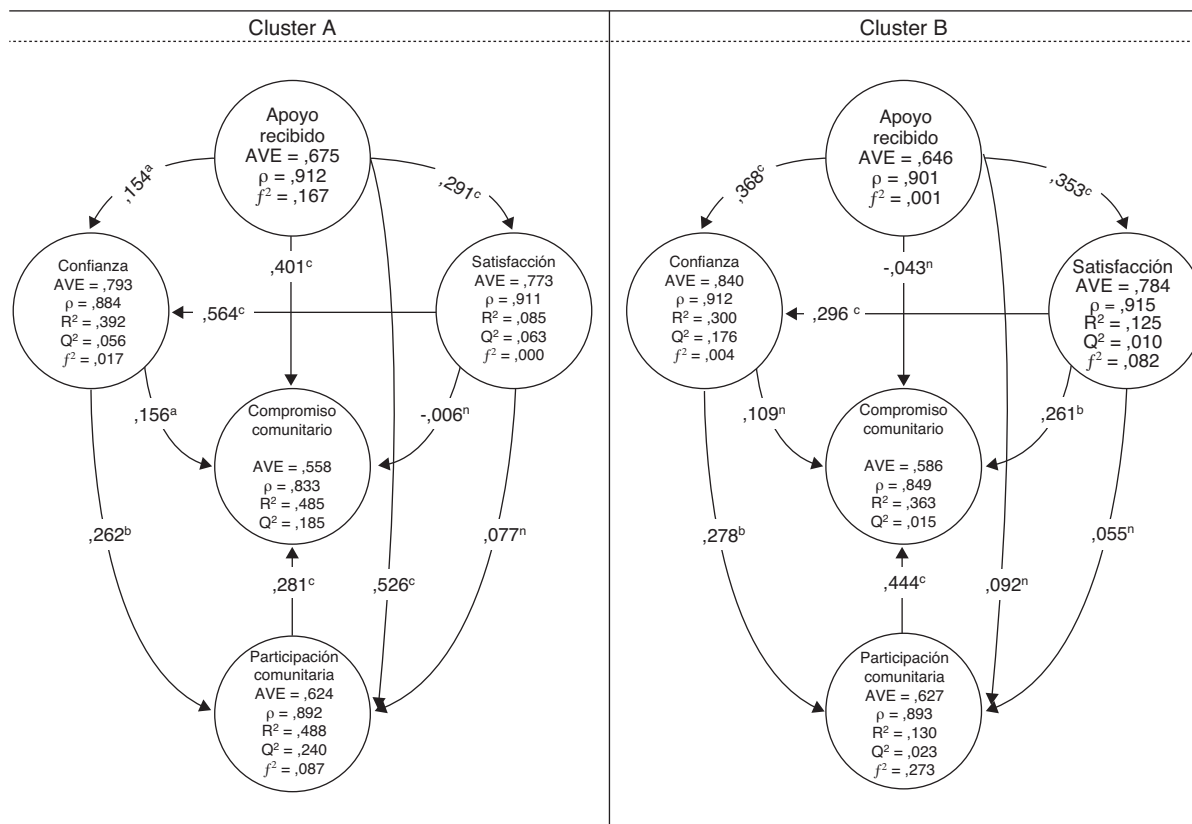 Cluster A
Apoyo
recibido
AVE = ,675
ρ = ,912
f² = ,167
,154ᵃ
,291ᶜ
Confianza
AVE = ,793
ρ = ,884
R² = ,392
Q² = ,056
f² = ,017
,401ᶜ
Satisfacción
AVE = ,773
ρ = ,911
R² = ,085
Q² = ,063
f² = ,000
,564ᶜ
,156ᵃ
-,006ⁿ
Compromiso
comunitario
AVE = ,558
ρ = ,833
R² = ,485
Q² = ,185
,262ᵇ
,077ⁿ
,281ᶜ
,526ᶜ
Participación
comunitaria
AVE = ,624
ρ = ,892
R² = ,488
Q² = ,240
f² = ,087
Cluster B
Apoyo
recibido
AVE = ,646
ρ = ,901
f² = ,001
,368ᶜ
,353ᶜ
Confianza
AVE = ,840
ρ = ,912
R² = ,300
Q² = ,176
f² = ,004
-,043ⁿ
Satisfacción
AVE = ,784
ρ = ,915
R² = ,125
Q² = ,010
f² = ,082
,296 ᶜ
,109ⁿ
,261ᵇ
Compromiso
comunitario
AVE = ,586
ρ = ,849
R² = ,363
Q² = ,015
,278ᵇ
,055ⁿ
,444ᶜ
,092ⁿ
Participación
comunitaria
AVE = ,627
ρ = ,893
R² = ,130
Q² = ,023
f² = ,273